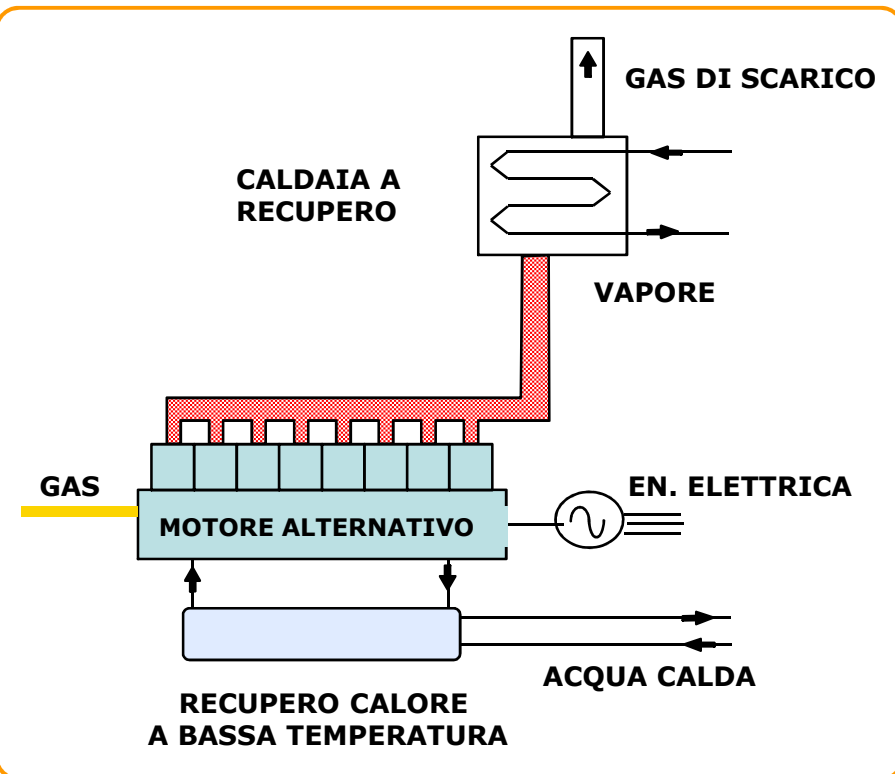 GAS DI SCARICO
CALDAIA A
RECUPERO
VAPORE
GAS
EN. ELETTRICA
MOTORE ALTERNATIVO
ACQUA CALDA
RECUPERO CALORE
A BASSA TEMPERATURA